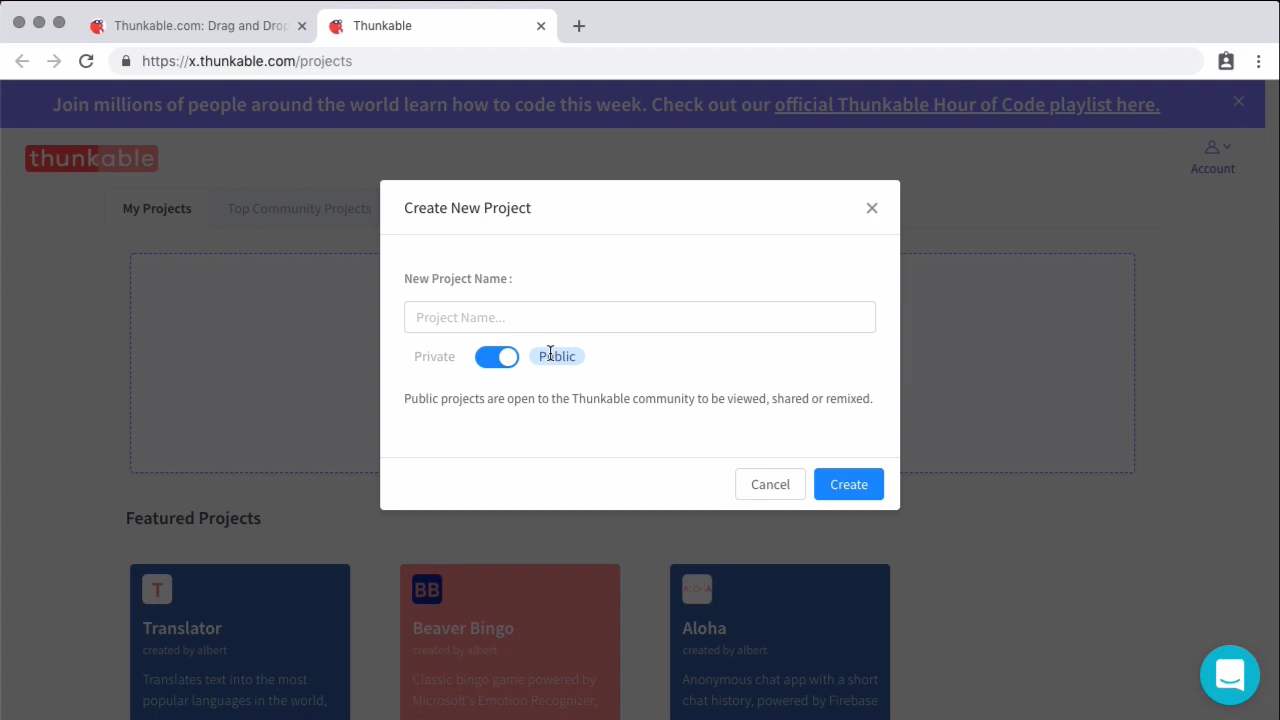 Thunkable.com: Drag and Drop
Thunkable
https://x.thunkable.com/projects
Join millions of people around the world learn how to code this week. Check out our official Thunkable Hour of Code playlist here.
thunkable
Account
My Projects
Top Community Projects
Create New Project
New Project Name :
Project Name...
Private
Public
Public projects are open to the Thunkable community to be viewed, shared or remixed.
Cancel
Create
Featured Projects
T
BB
ALOHA
Translator
Beaver Bingo
Aloha
created by albert
created by albert
created by albert
Translates text into the most
popular languages in the world,
Classic bingo game powered by
Microsoft's Emotion Recognizer,
Anonymous chat app with a short
chat history, powered by Firebase